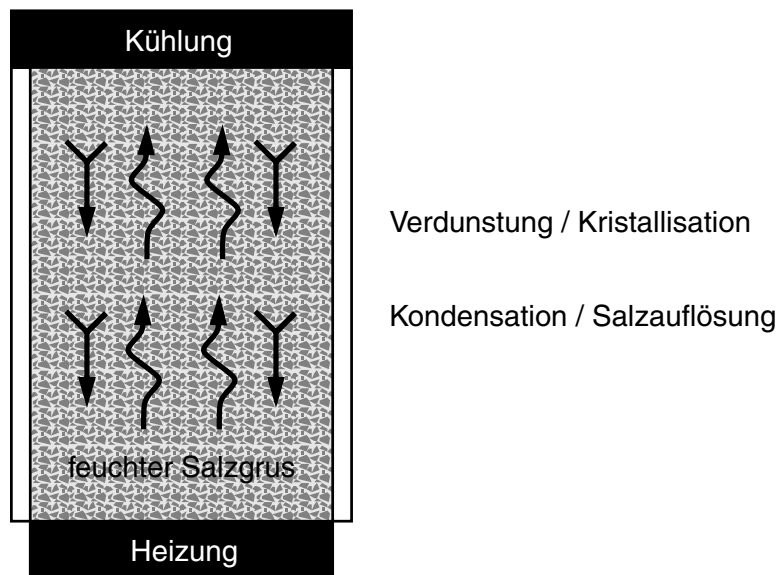 Kühlung
Verdunstung / Kristallisation
Kondensation / Salzauflösung
feuchter Salzgrus
Heizung